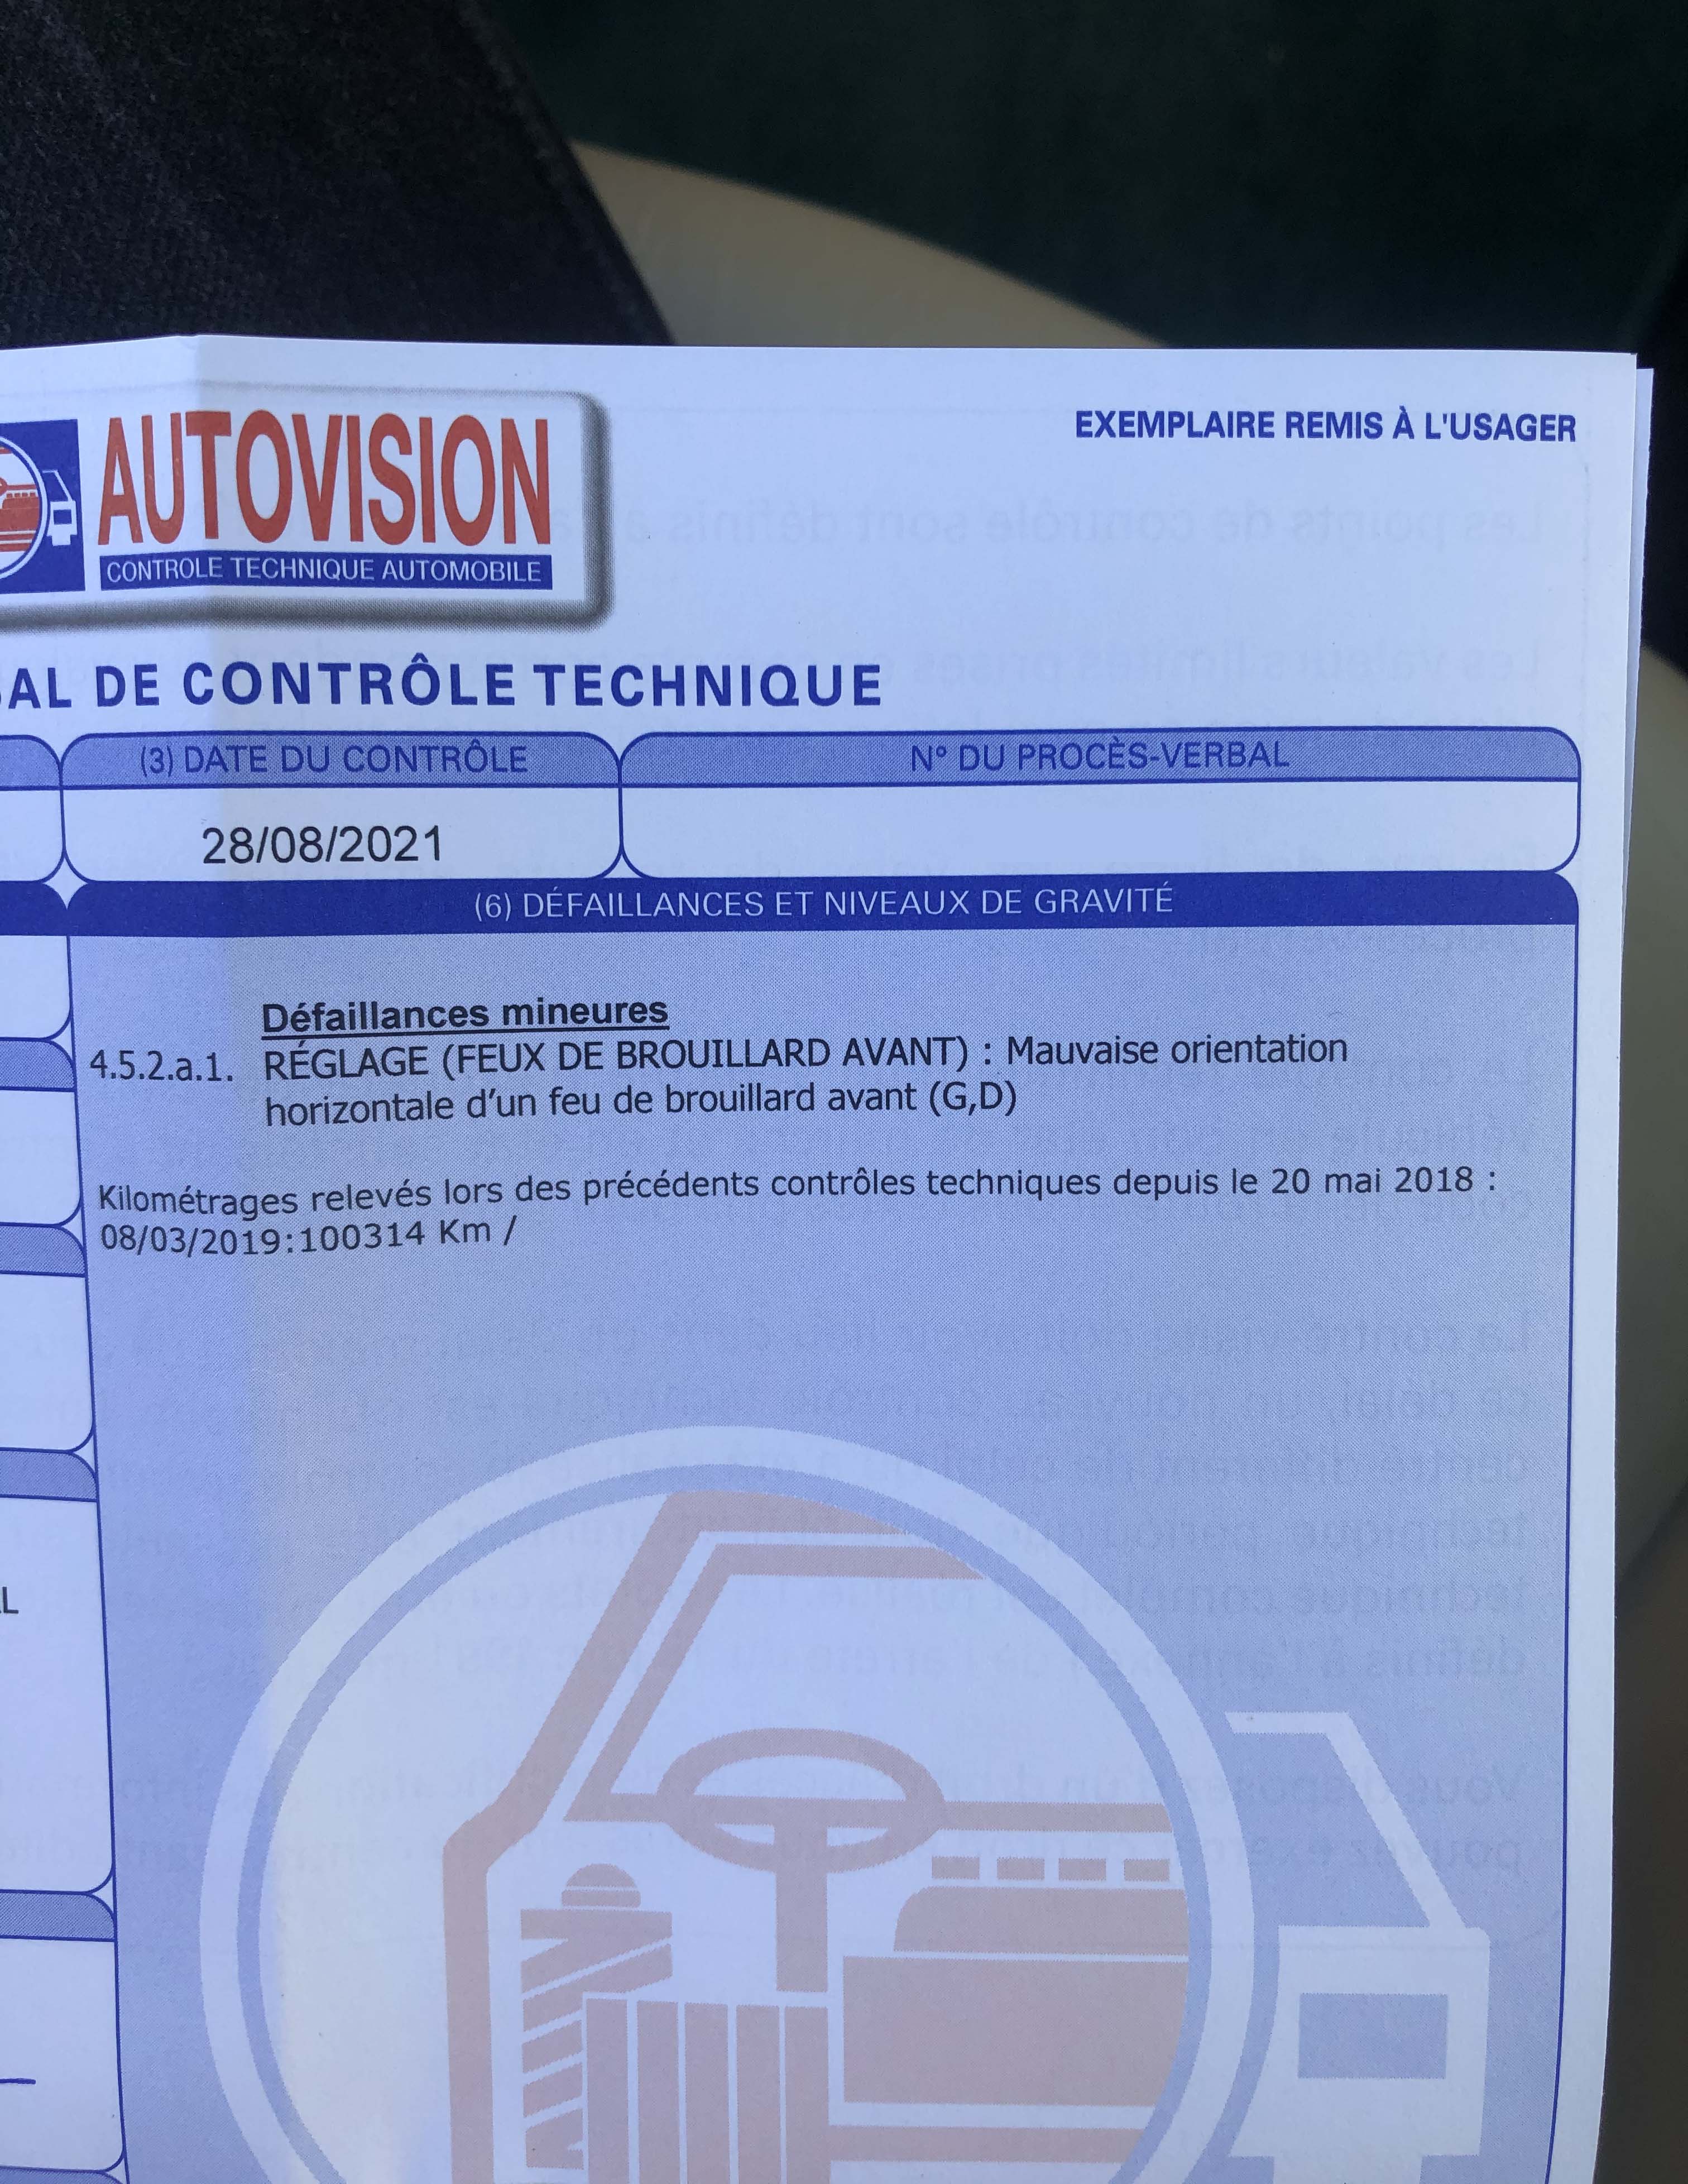 AUTOVISION
CONTROLE TECHNIQUE AUTOMOBILE
EXEMPLAIRE REMIS À L'USAGER
AL DE CONTRÔLE TECHNIQUE
(3) DATE DU CONTRÔLE
N° DU PROCÈS-VERBAL
28/08/2021
(6) DÉFAILLANCES ET NIVEAUX DE GRAVITÉ
Défaillances mineures
4.5.2.a.1. RÉGLAGE (FEUX DE BROUILLARD AVANT) : Mauvaise orientation
horizontale d'un feu de brouillard avant (G,D)
Kilométrages relevés lors des précédents contrôles techniques depuis le 20 mai 2018 :
08/03/2019:100314 Km /
L